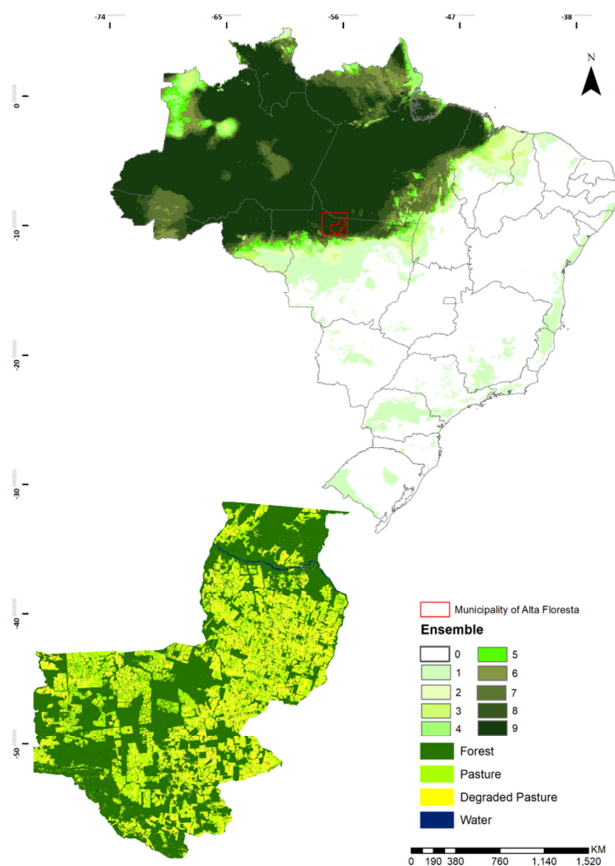 -74 -65 -56 -47 -38
N
0
-10
-20
-30
-40
-50
Municipality of Alta Floresta
Ensemble
0 5
1 6
2 7
3 8
4 9
Forest
Pasture
Degraded Pasture
Water
KM
0 190 380 760 1,140 1,520